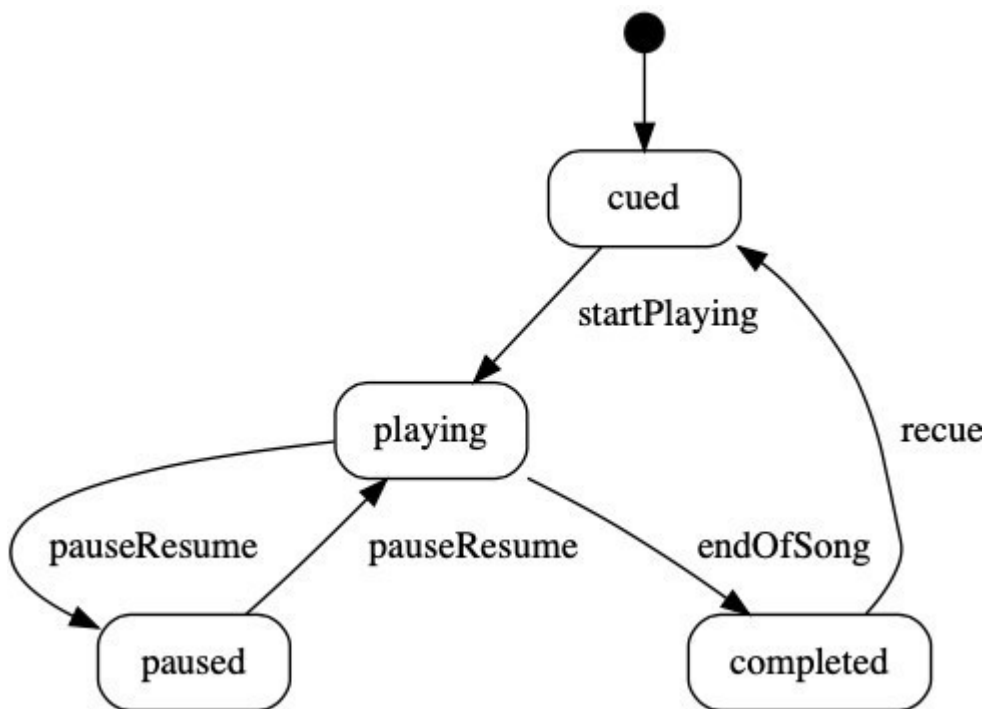 cued
startPlaying
playing
recue
pauseResume
pauseResume
endOfSong
paused
completed